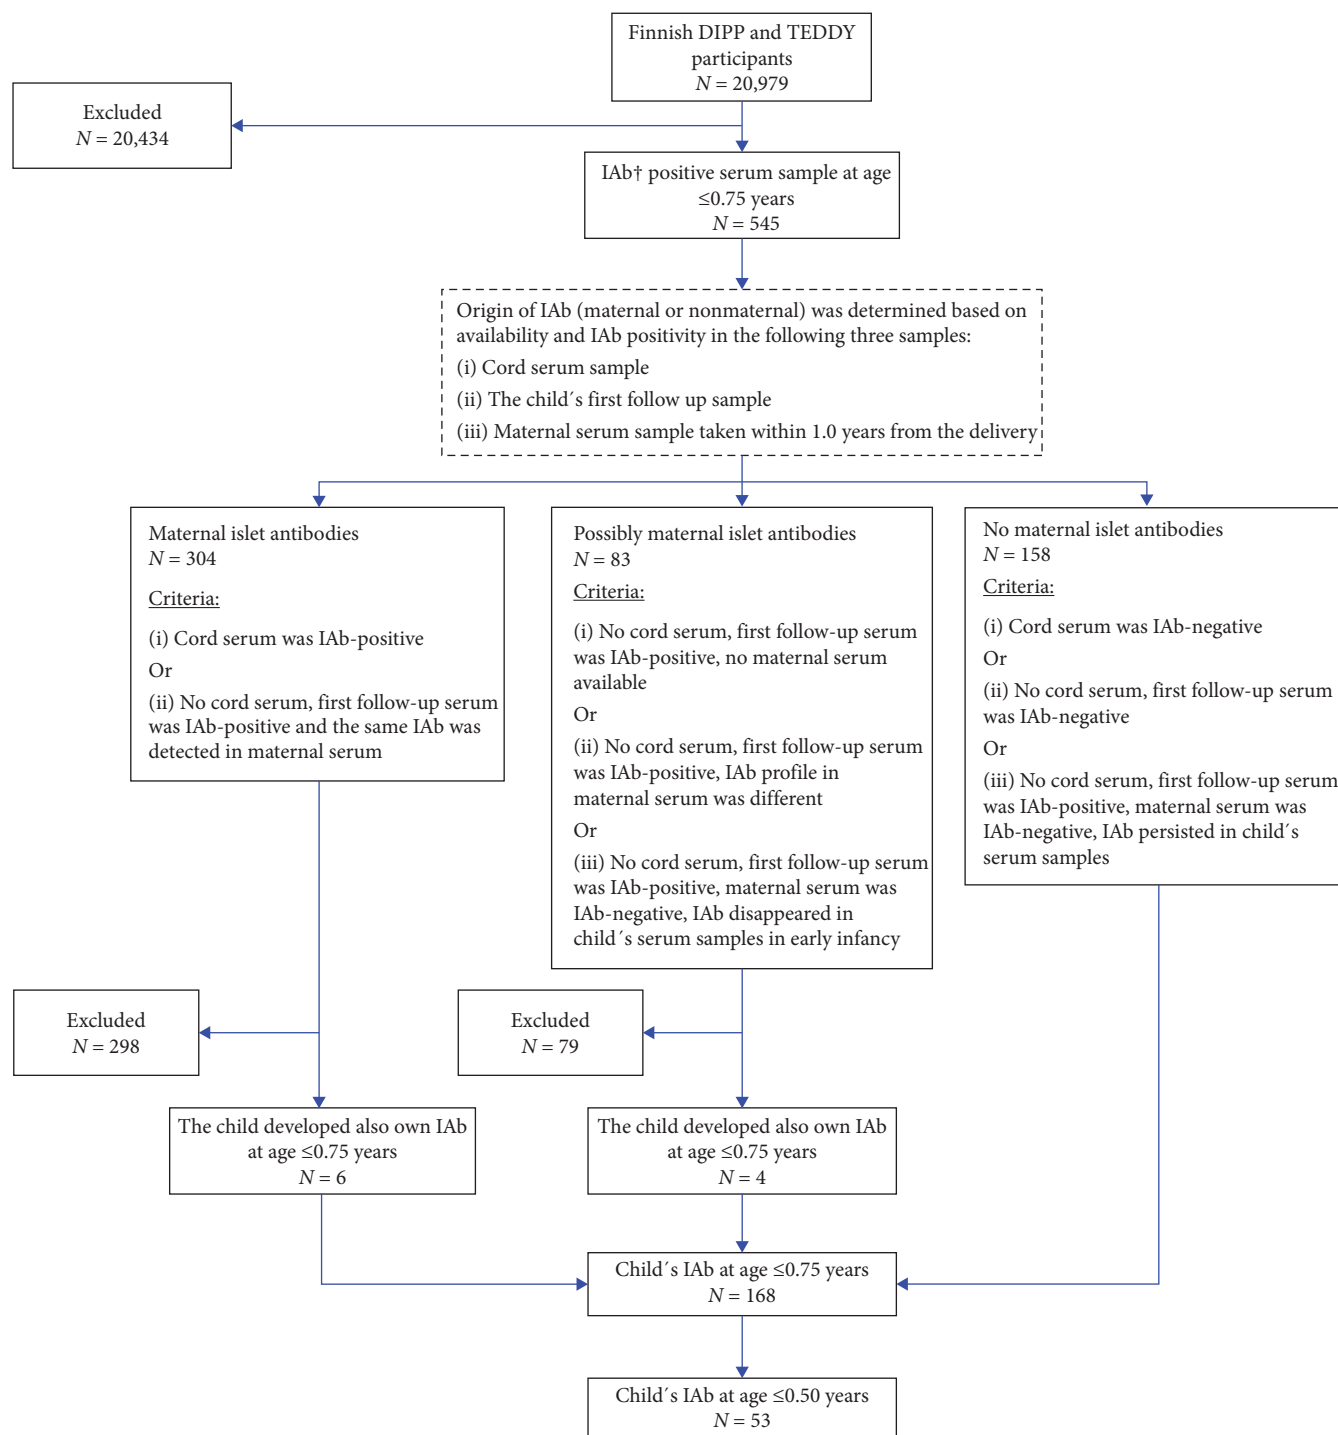 Finnish DIPP and TEDDY
participants
N = 20,979
Excluded
N = 20,434
IAb† positive serum sample at age
≤0.75 years
N = 545
Origin of IAb (maternal or nonmaternal) was determined based on
availability and IAb positivity in the following three samples:
(i) Cord serum sample
(ii) The child´s first follow up sample
(iii) Maternal serum sample taken within 1.0 years from the delivery
Maternal islet antibodies
N = 304
Criteria:
(i) Cord serum was IAb-positive
Or
(ii) No cord serum, first follow-up serum
was IAb-positive and the same IAb was
detected in maternal serum
Possibly maternal islet antibodies
N = 83
Criteria:
(i) No cord serum, first follow-up serum
was IAb-positive, no maternal serum
available
Or
(ii) No cord serum, first follow-up serum
was IAb-positive, IAb profile in
maternal serum was different
Or
(iii) No cord serum, first follow-up serum
was IAb-positive, maternal serum was
IAb-negative, IAb disappeared in
child´s serum samples in early infancy
No maternal islet antibodies
N = 158
Criteria:
(i) Cord serum was IAb-negative
Or
(ii) No cord serum, first follow-up serum
was IAb-negative
Or
(iii) No cord serum, first follow-up serum
was IAb-positive, maternal serum was
IAb-negative, IAb persisted in child´s
serum samples
Excluded
N = 298
Excluded
N = 79
The child developed also own IAb
at age ≤0.75 years
N = 6
The child developed also own IAb
at age ≤0.75 years
N = 4
Child´s IAb at age ≤0.75 years
N = 168
Child´s IAb at age ≤0.50 years
N = 53